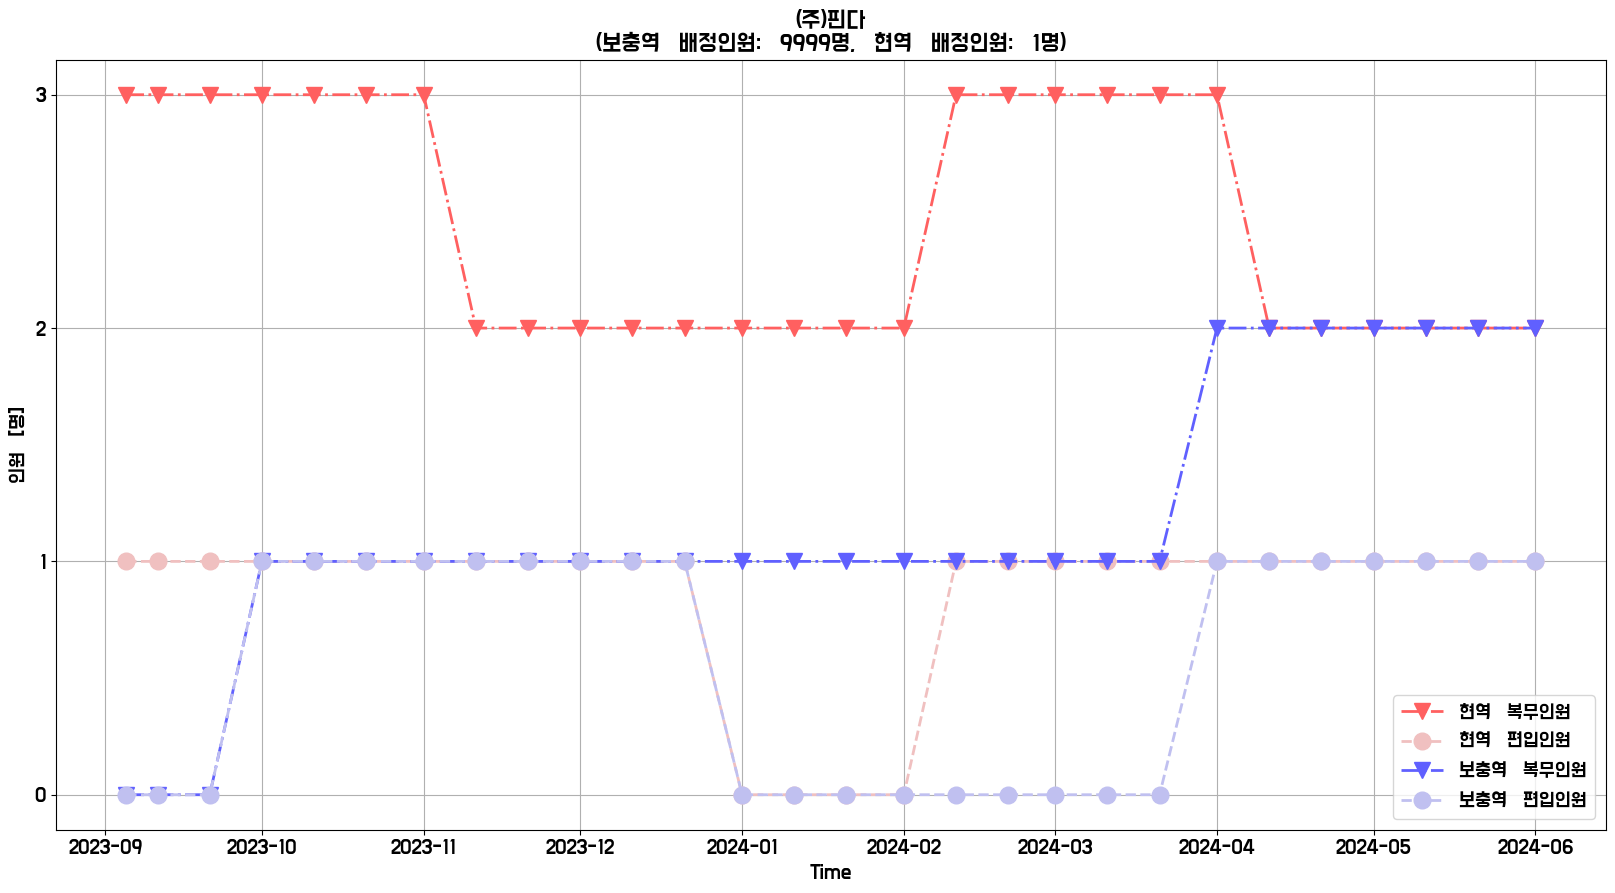 (주)핀다
(보충역 배정인원: 9999명, 현역 배정인원: 1명)
3
2
1
0
인원 [명]
2023-09 2023-10 2023-11 2023-12 2024-01 2024-02 2024-03 2024-04 2024-05 2024-06
Time
현역 복무인원
현역 편입인원
보충역 복무인원
보충역 편입인원